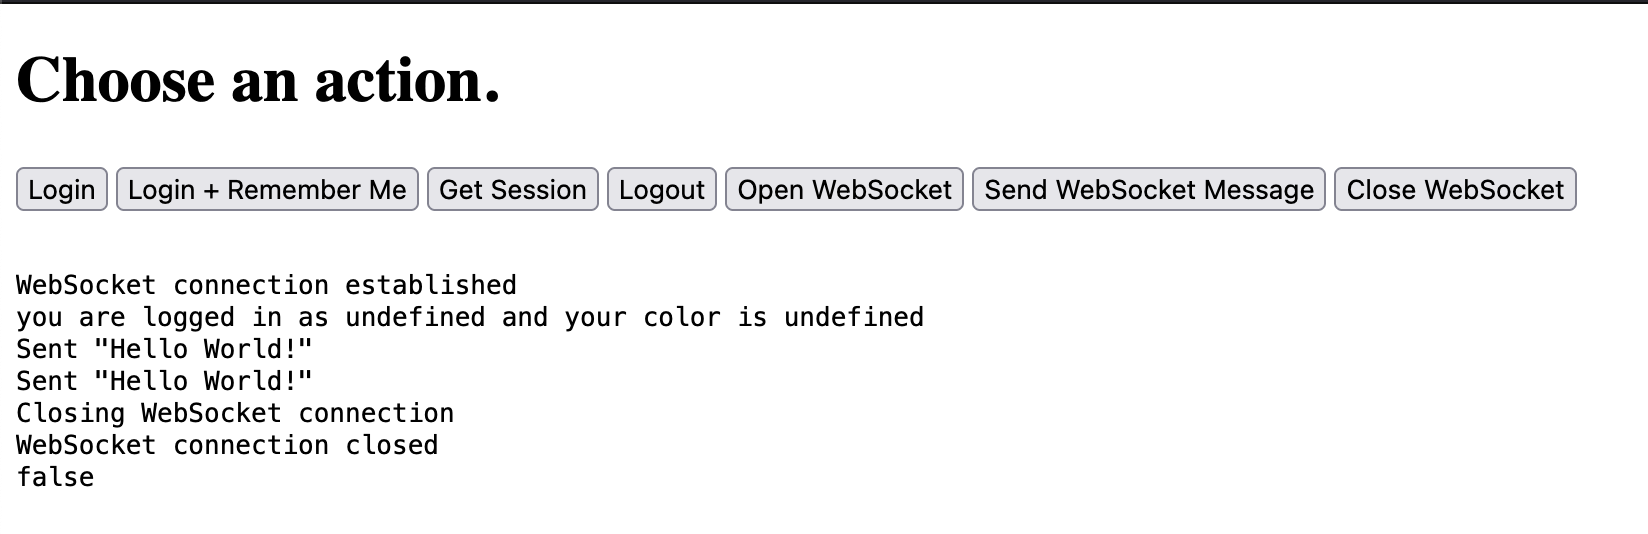 Choose an action.
Login Login + Remember Me Get Session Logout Open WebSocket Send WebSocket Message Close WebSocket
WebSocket connection established
you are logged in as undefined and your color is undefined
Sent "Hello World!"
Sent "Hello World!"
Closing WebSocket connection
WebSocket connection closed
false